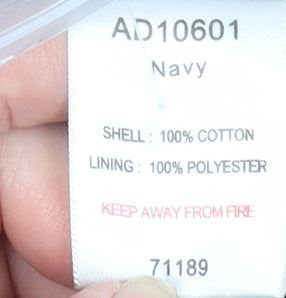 AD10601
Navy
SHELL : 100% COTTON
LINING : 100% POLYESTER
KEEP AWAY FROM FIRE
71189